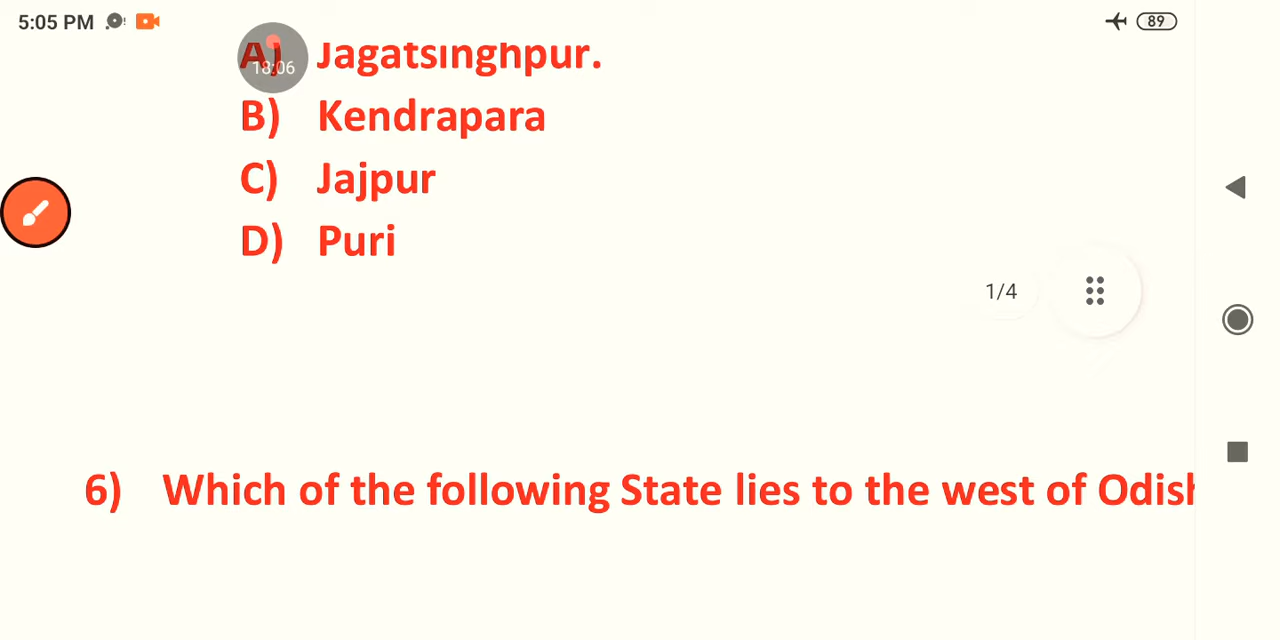 5:05 PM
89
A) Jagatsinghpur.
18:06
B) Kendrapara
C) Jajpur
D) Puri
1/4
6) Which of the following State lies to the west of Odish